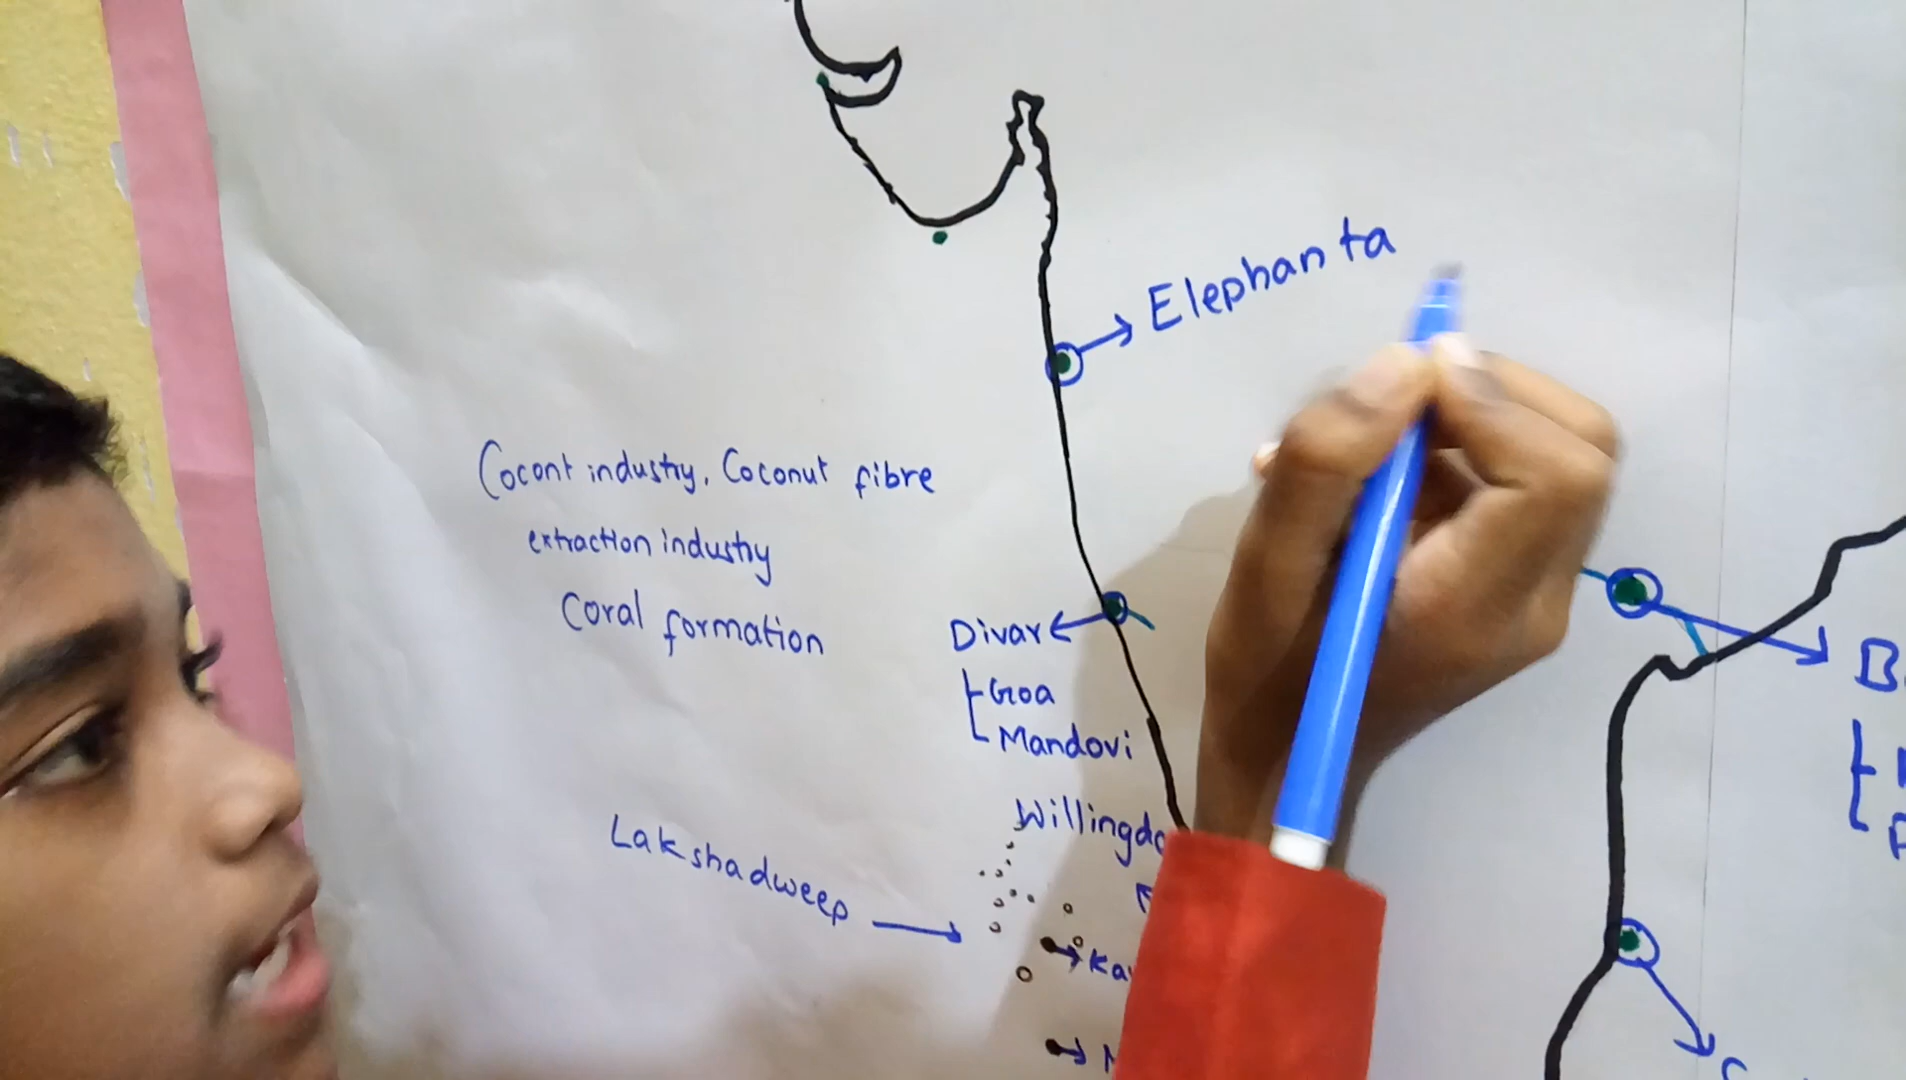 Elephanta
Cocont industry, Coconut fibre
extraction industry
Coral formation
Divar
Goa
Mandovi
Lakshadweep